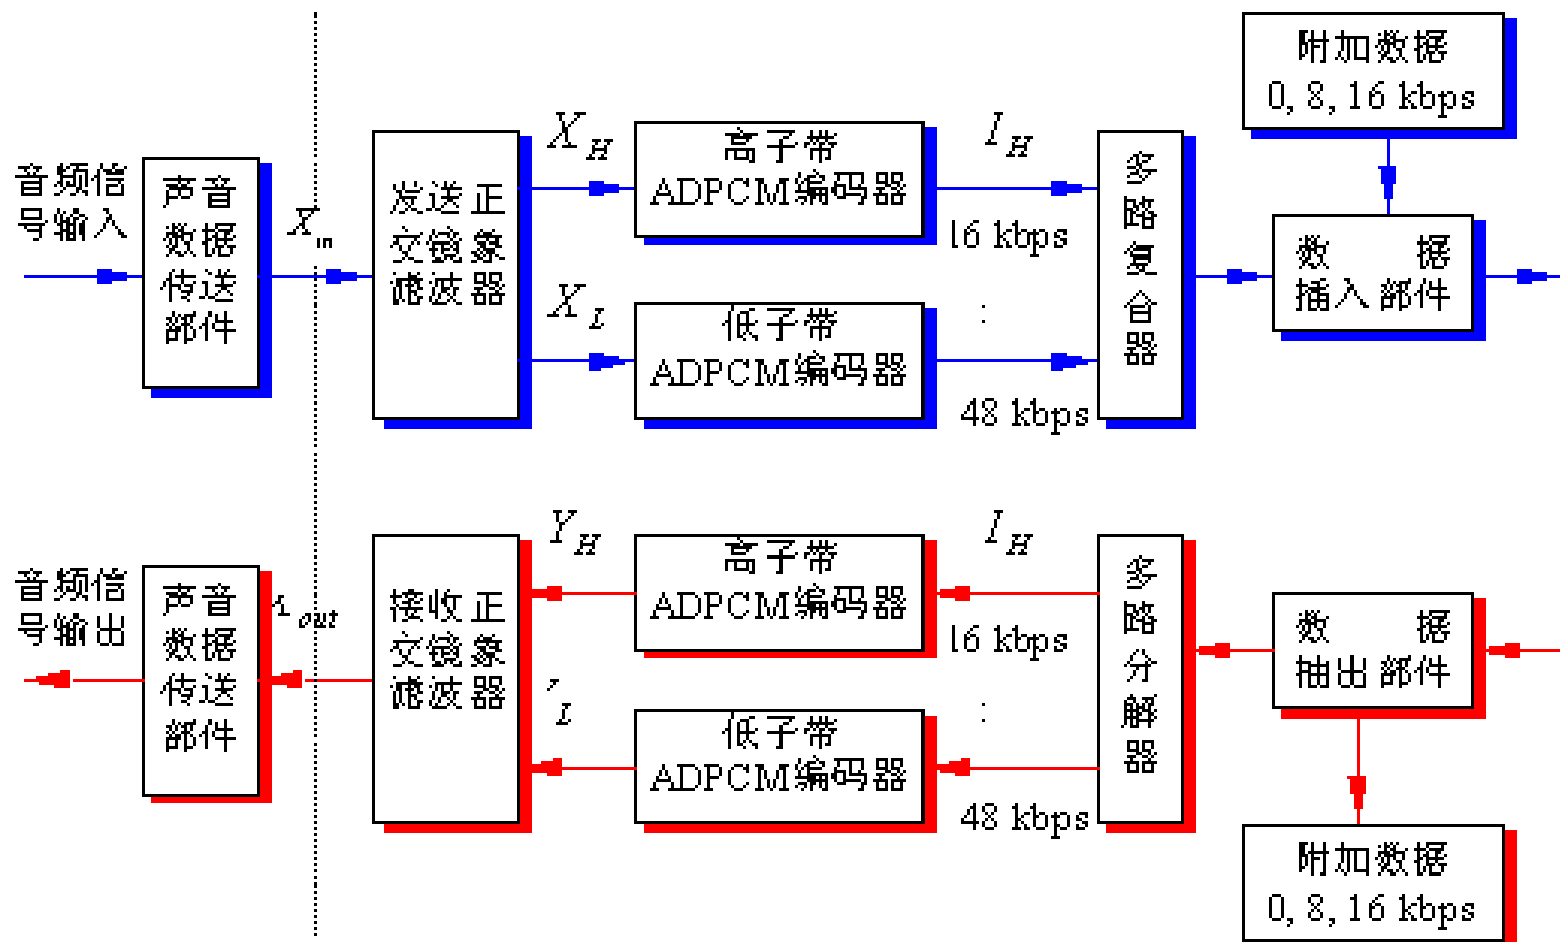 附加数据
0, 8, 16 kbps
音频信
号输入
声音
数据
传送
部件
X in
发送正
交镜象
滤波器
X H
高子带
ADPCM编码器
I H
16 kbps
X L
低子带
ADPCM编码器
48 kbps
多
路
复
合
器
数 据
插入部件
音频信
号输出
声音
数据
传送
部件
out
接收正
交镜象
滤波器
Y H
高子带
ADPCM编码器
I H
16 kbps
L
低子带
ADPCM编码器
48 kbps
多
路
分
解
器
数 据
抽出部件
附加数据
0, 8, 16 kbps